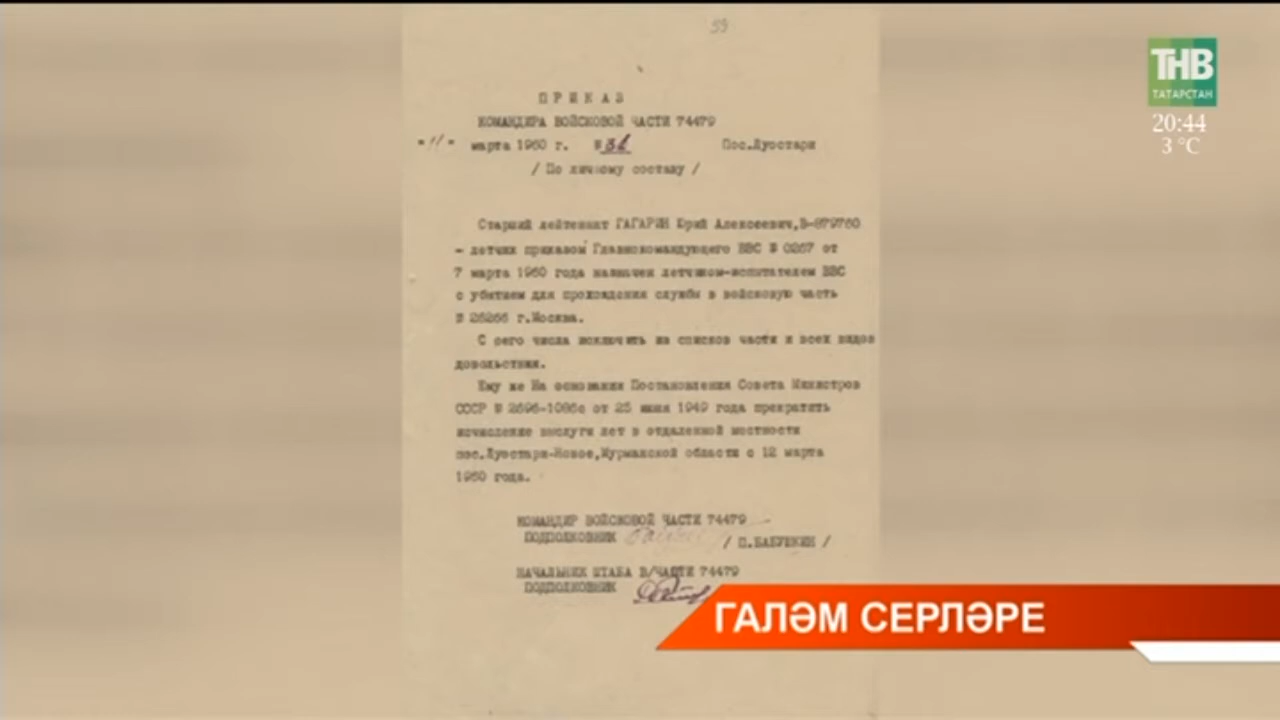 59
ПРИКАЗ
КОМАНДИРА ВОЙСКОВОЙ ЧАСТИ 74479
"11" марта 1960 г. №
Пос.Луостари
/ По личному составу /
Старший лейтенант ГАГАРИН Юрий Алексеевич,
- летчик приказом Главнокомандующего ВВС № 0267 от
7 марта 1960 года назначен летчиком-испытателем ВВС
с убытием для прохождения службы в войсковую часть
№ 26266 г.Москва.
С сего числа исключить из списков части и всех видов
довольствия.
Ему же На основании Постановления Совета Министров
СССР № 2696-1086с от 25 июня 1949 года прекратить
исчисление выслуги лет в отдаленной местности
пос.Луостари-Новое,Мурманской области с 12 марта
1960 года.
КОМАНДИР ВОЙСКОВОЙ ЧАСТИ 74479
ПОДПОЛКОВНИК
/ П.БАБУШКИН /
НАЧАЛЬНИК ШТАБА В/ЧАСТИ 74479
ПОДПОЛКОВНИК
ТНВ
ТАТАРСТАН
20:44
3 °C
ГАЛӘМ СЕРЛӘРЕ